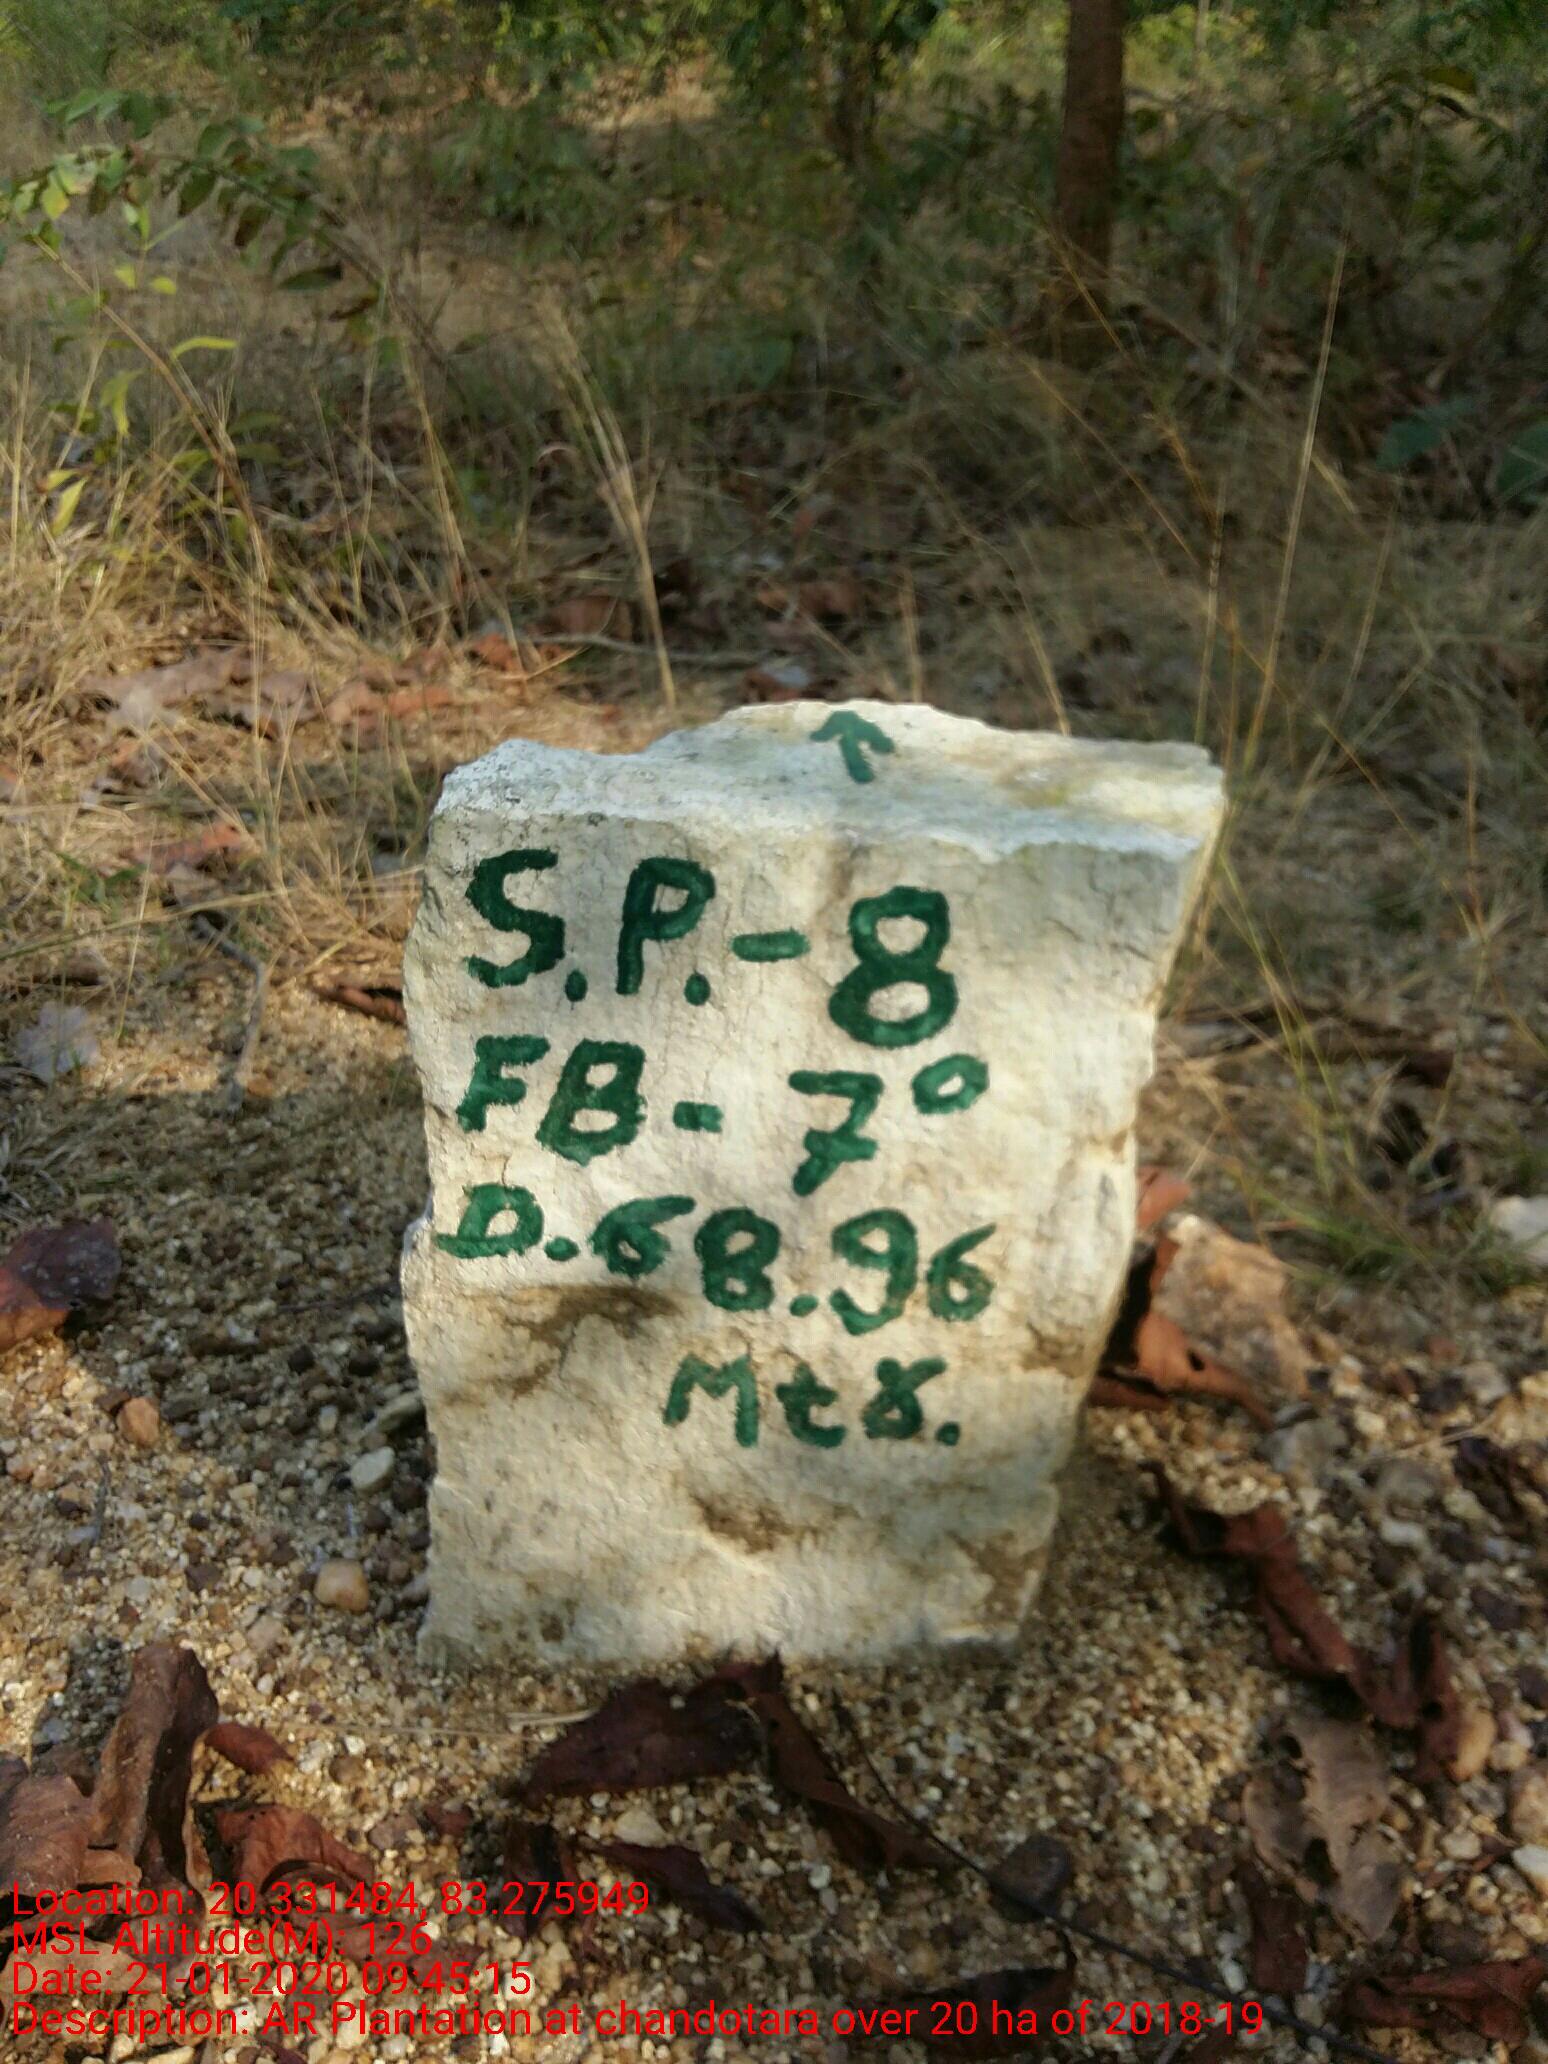 ↑
S.P.-8
FB- 7°
D.68.96
Mtr.
Location: 20.331484, 83.275949
MSL Altitude(M): 126
Date: 21-01-2020 09:45:15
Description: AR Plantation at chandotara over 20 ha of 2018-19